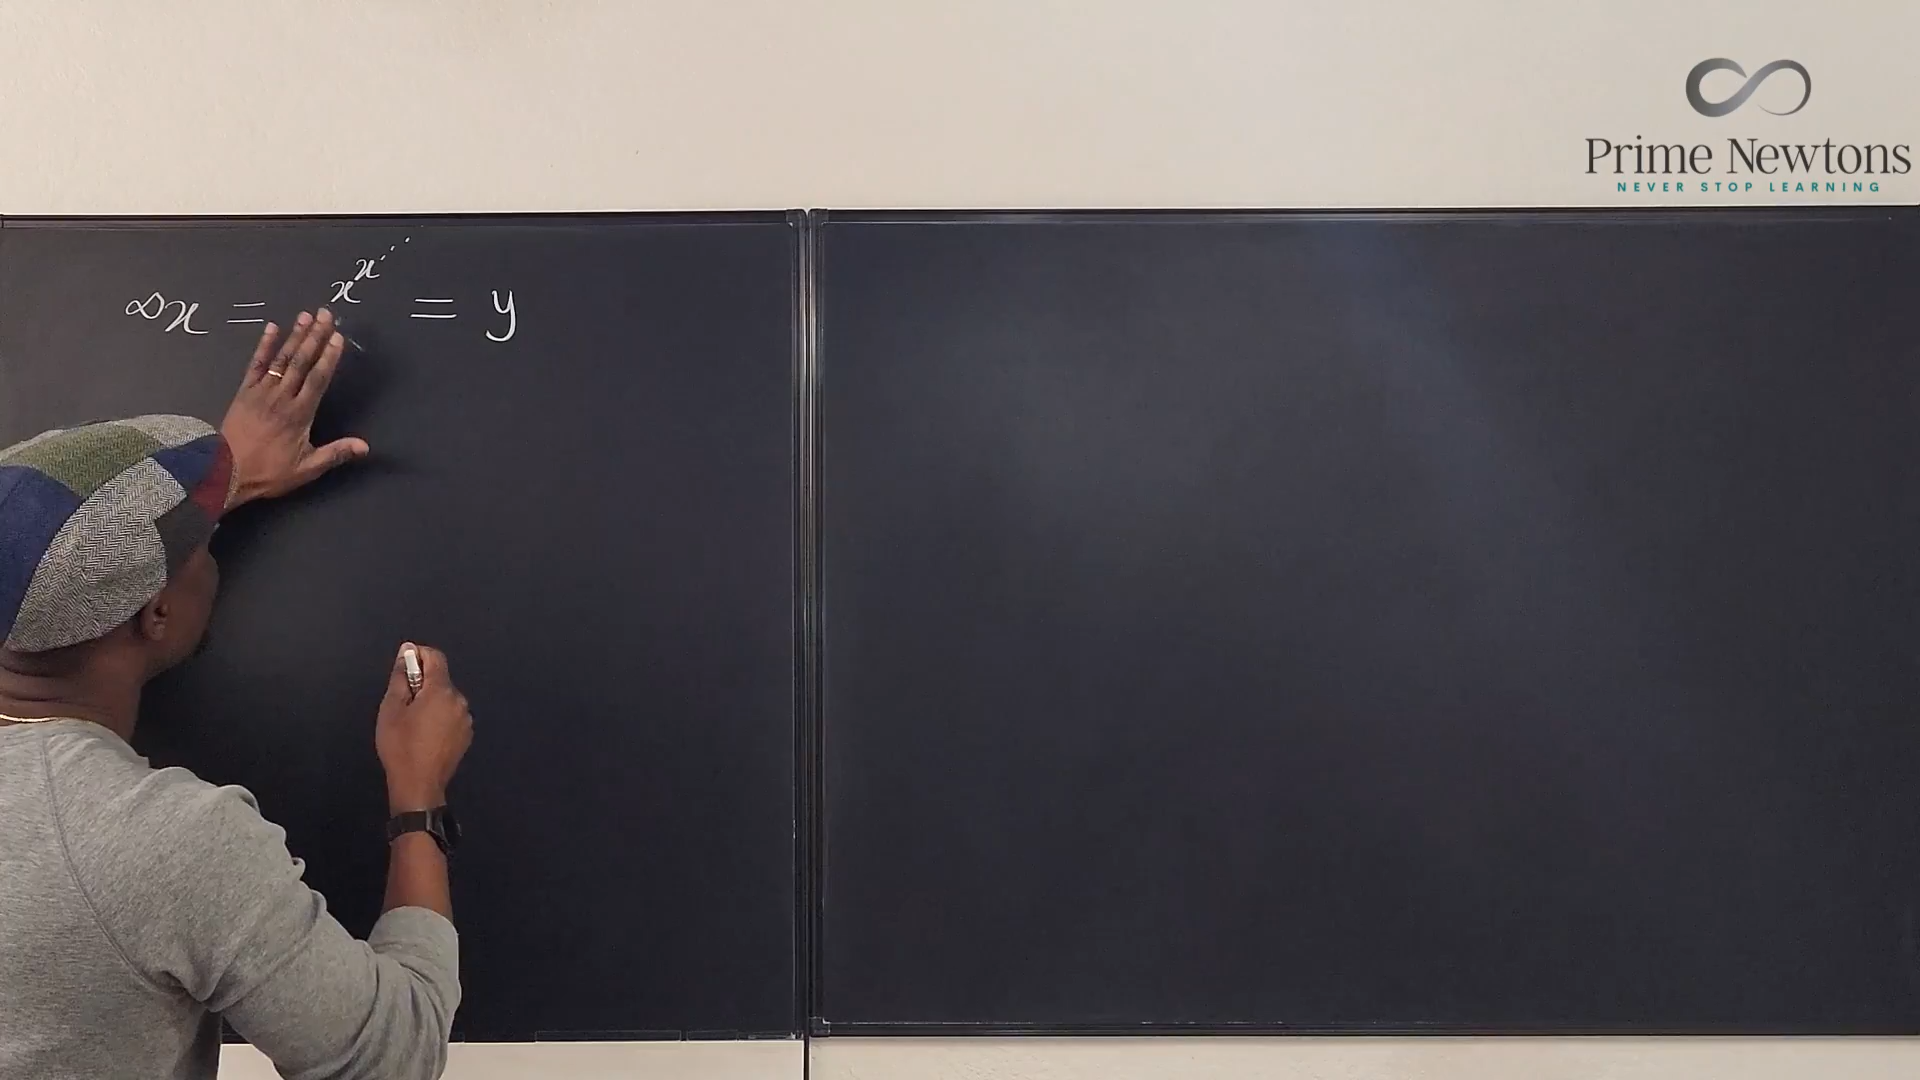 Prime Newtons
NEVER STOP LEARNING
∞x = x^x^⋰ = y